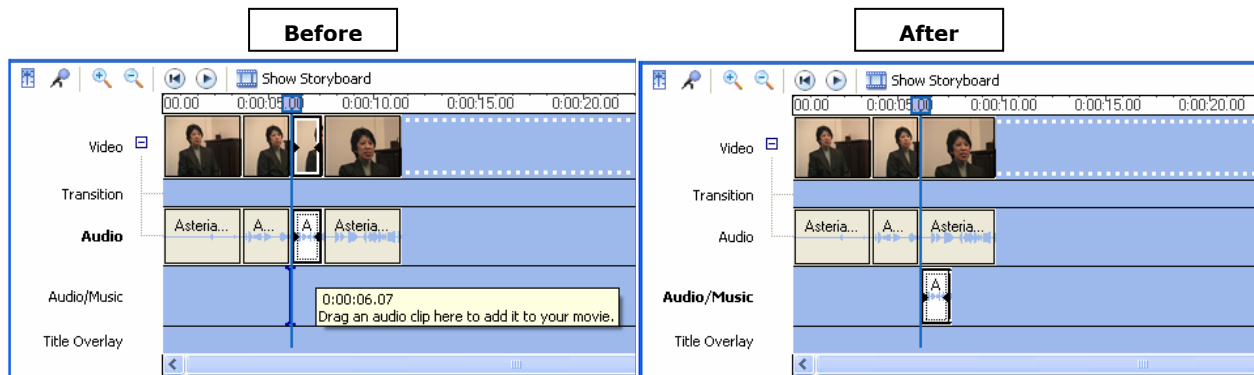 Before
Show Storyboard
00.00 0:00:05.00 0:00:10.00 0:00:15.00 0:00:20.00
Video
Transition
Asteria... A... A Asteria...
Audio
Audio/Music
0:00:06.07
Drag an audio clip here to add it to your movie.
Title Overlay
After
Show Storyboard
00.00 0:00:05.00 0:00:10.00 0:00:15.00 0:00:20.00
Video
Transition
Asteria... A... Asteria...
Audio
A
Audio/Music
Title Overlay